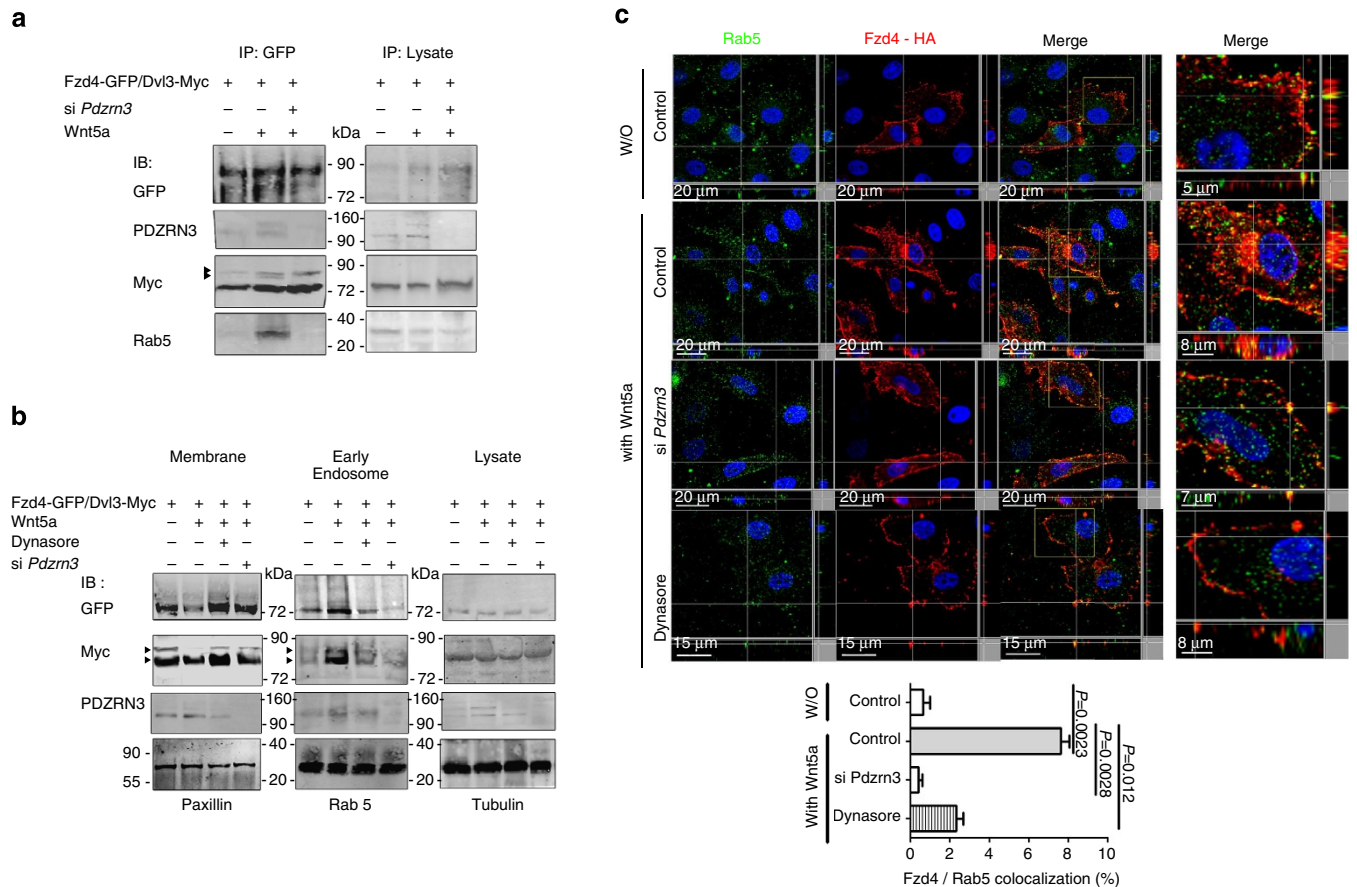 a
IP: GFP
IP: Lysate
Fzd4-GFP/Dvl3-Myc + + + + + +
si Pdzrn3 – – + – – +
Wnt5a – + + kDa – + +
IB:
GFP
- 90
- 72
PDZRN3
160-
90 -
Myc
- 90
- 72
Rab5
- 40
- 20
b
Membrane
Early
Endosome
Lysate
Fzd4-GFP/Dvl3-Myc + + + + + + + + + + + +
Wnt5a – + + + – + + + – + + +
Dynasore – – + – – – + – – – + –
si Pdzrn3 – – – + – – – + – – – +
IB :
kDa
kDa
GFP
-72
- 72
Myc
90 -
90 -
72 -
72 -
PDZRN3
160-
160-
90-
90-
90 -
55 -
- 40
- 20
- 40
-20
Paxillin
Rab 5
Tubulin
c
Rab5
Fzd4 - HA
Merge
Merge
W/O
Control
20 µm
20 µm
20 µm
5 µm
with Wnt5a
Control
20 µm
20 µm
20 µm
8 µm
si Pdzrn3
20 µm
20 µm
20 µm
7 µm
Dynasore
15 µm
15 µm
15 µm
8 µm
W/O
Control
With Wnt5a
Control
si Pdzrn3
Dynasore
P=0.0023
P=0.0028
P=0.012
0 2 4 6 8 10
Fzd4 / Rab5 colocalization (%)